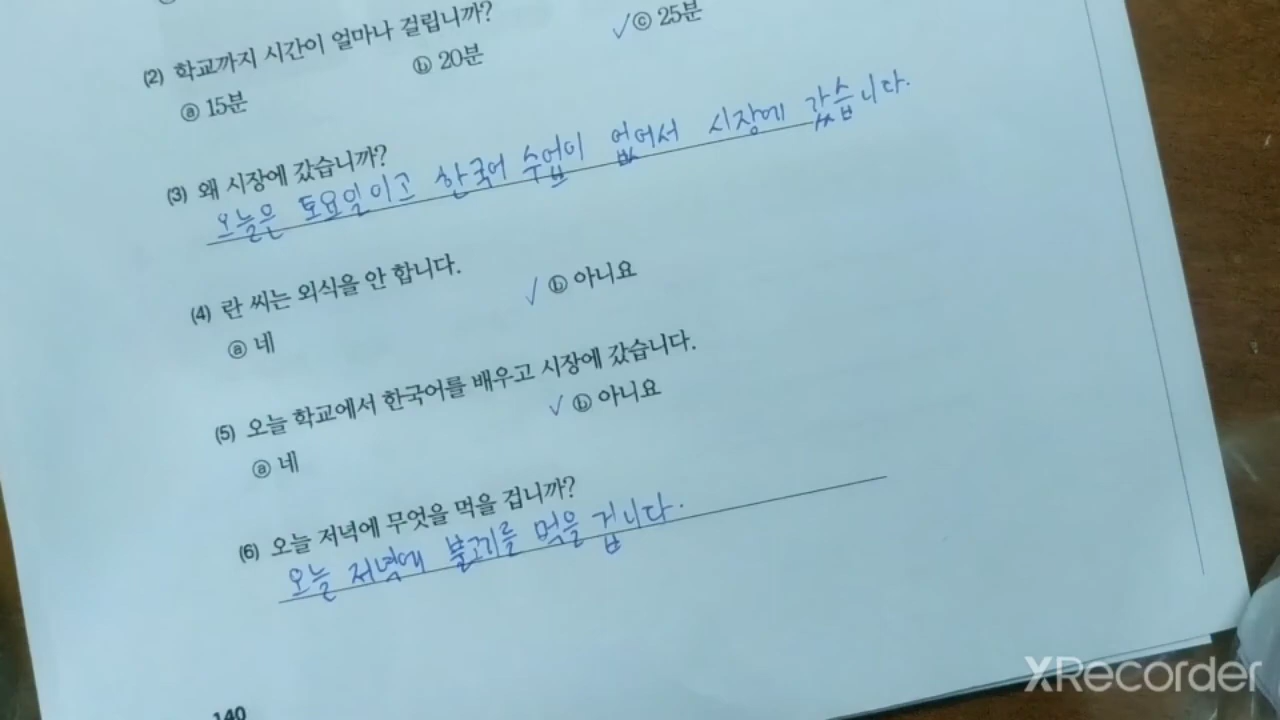 (2) 학교까지 시간이 얼마나 걸립니까?
ⓐ 15분 ⓑ 20분 ✓ⓒ 25분
(3) 왜 시장에 갔습니까?
오늘은 토요일이고 한국어 수업이 없어서 시장에 갔습니다.
(4) 란 씨는 외식을 안 합니다.
ⓐ 네 ✓ ⓑ 아니요
(5) 오늘 학교에서 한국어를 배우고 시장에 갔습니다.
ⓐ 네 ✓ ⓑ 아니요
(6) 오늘 저녁에 무엇을 먹을 겁니까?
오늘 저녁에 불고기를 먹을 겁니다.
140
XRecorder